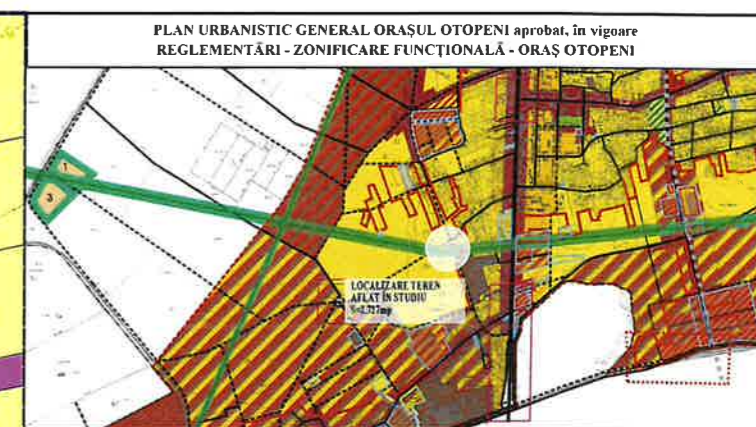 PLAN URBANISTIC GENERAL ORAȘUL OTOPENI aprobat, în vigoare
REGLEMENTĂRI - ZONIFICARE FUNCȚIONALĂ - ORAȘ OTOPENI
1
3
LOCALIZARE TEREN
AFLAT ÎN STUDIU